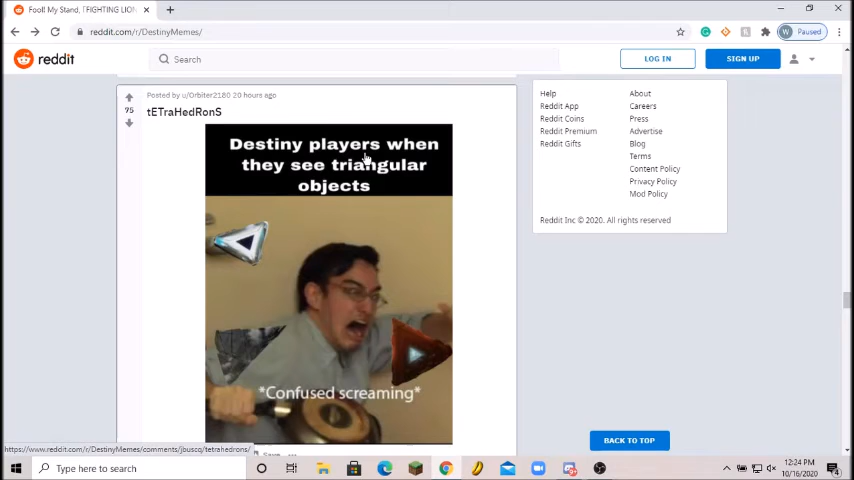 Fool! My Stand, 「FIGHTING LION
reddit.com/r/DestinyMemes/
Paused
reddit
Search
LOG IN
SIGN UP
Posted by u/Orbiter2180 20 hours ago
75
tETraHedRonS
Destiny players when
they see triangular
objects
*Confused screaming*
Help
About
Reddit App
Careers
Reddit Coins
Press
Reddit Premium
Advertise
Reddit Gifts
Blog
Terms
Content Policy
Privacy Policy
Mod Policy
Reddit Inc © 2020. All rights reserved
BACK TO TOP
https://www.reddit.com/r/DestinyMemes/comments/jbuscq/tetrahedrons/
Type here to search
12:24 PM
10/16/2020